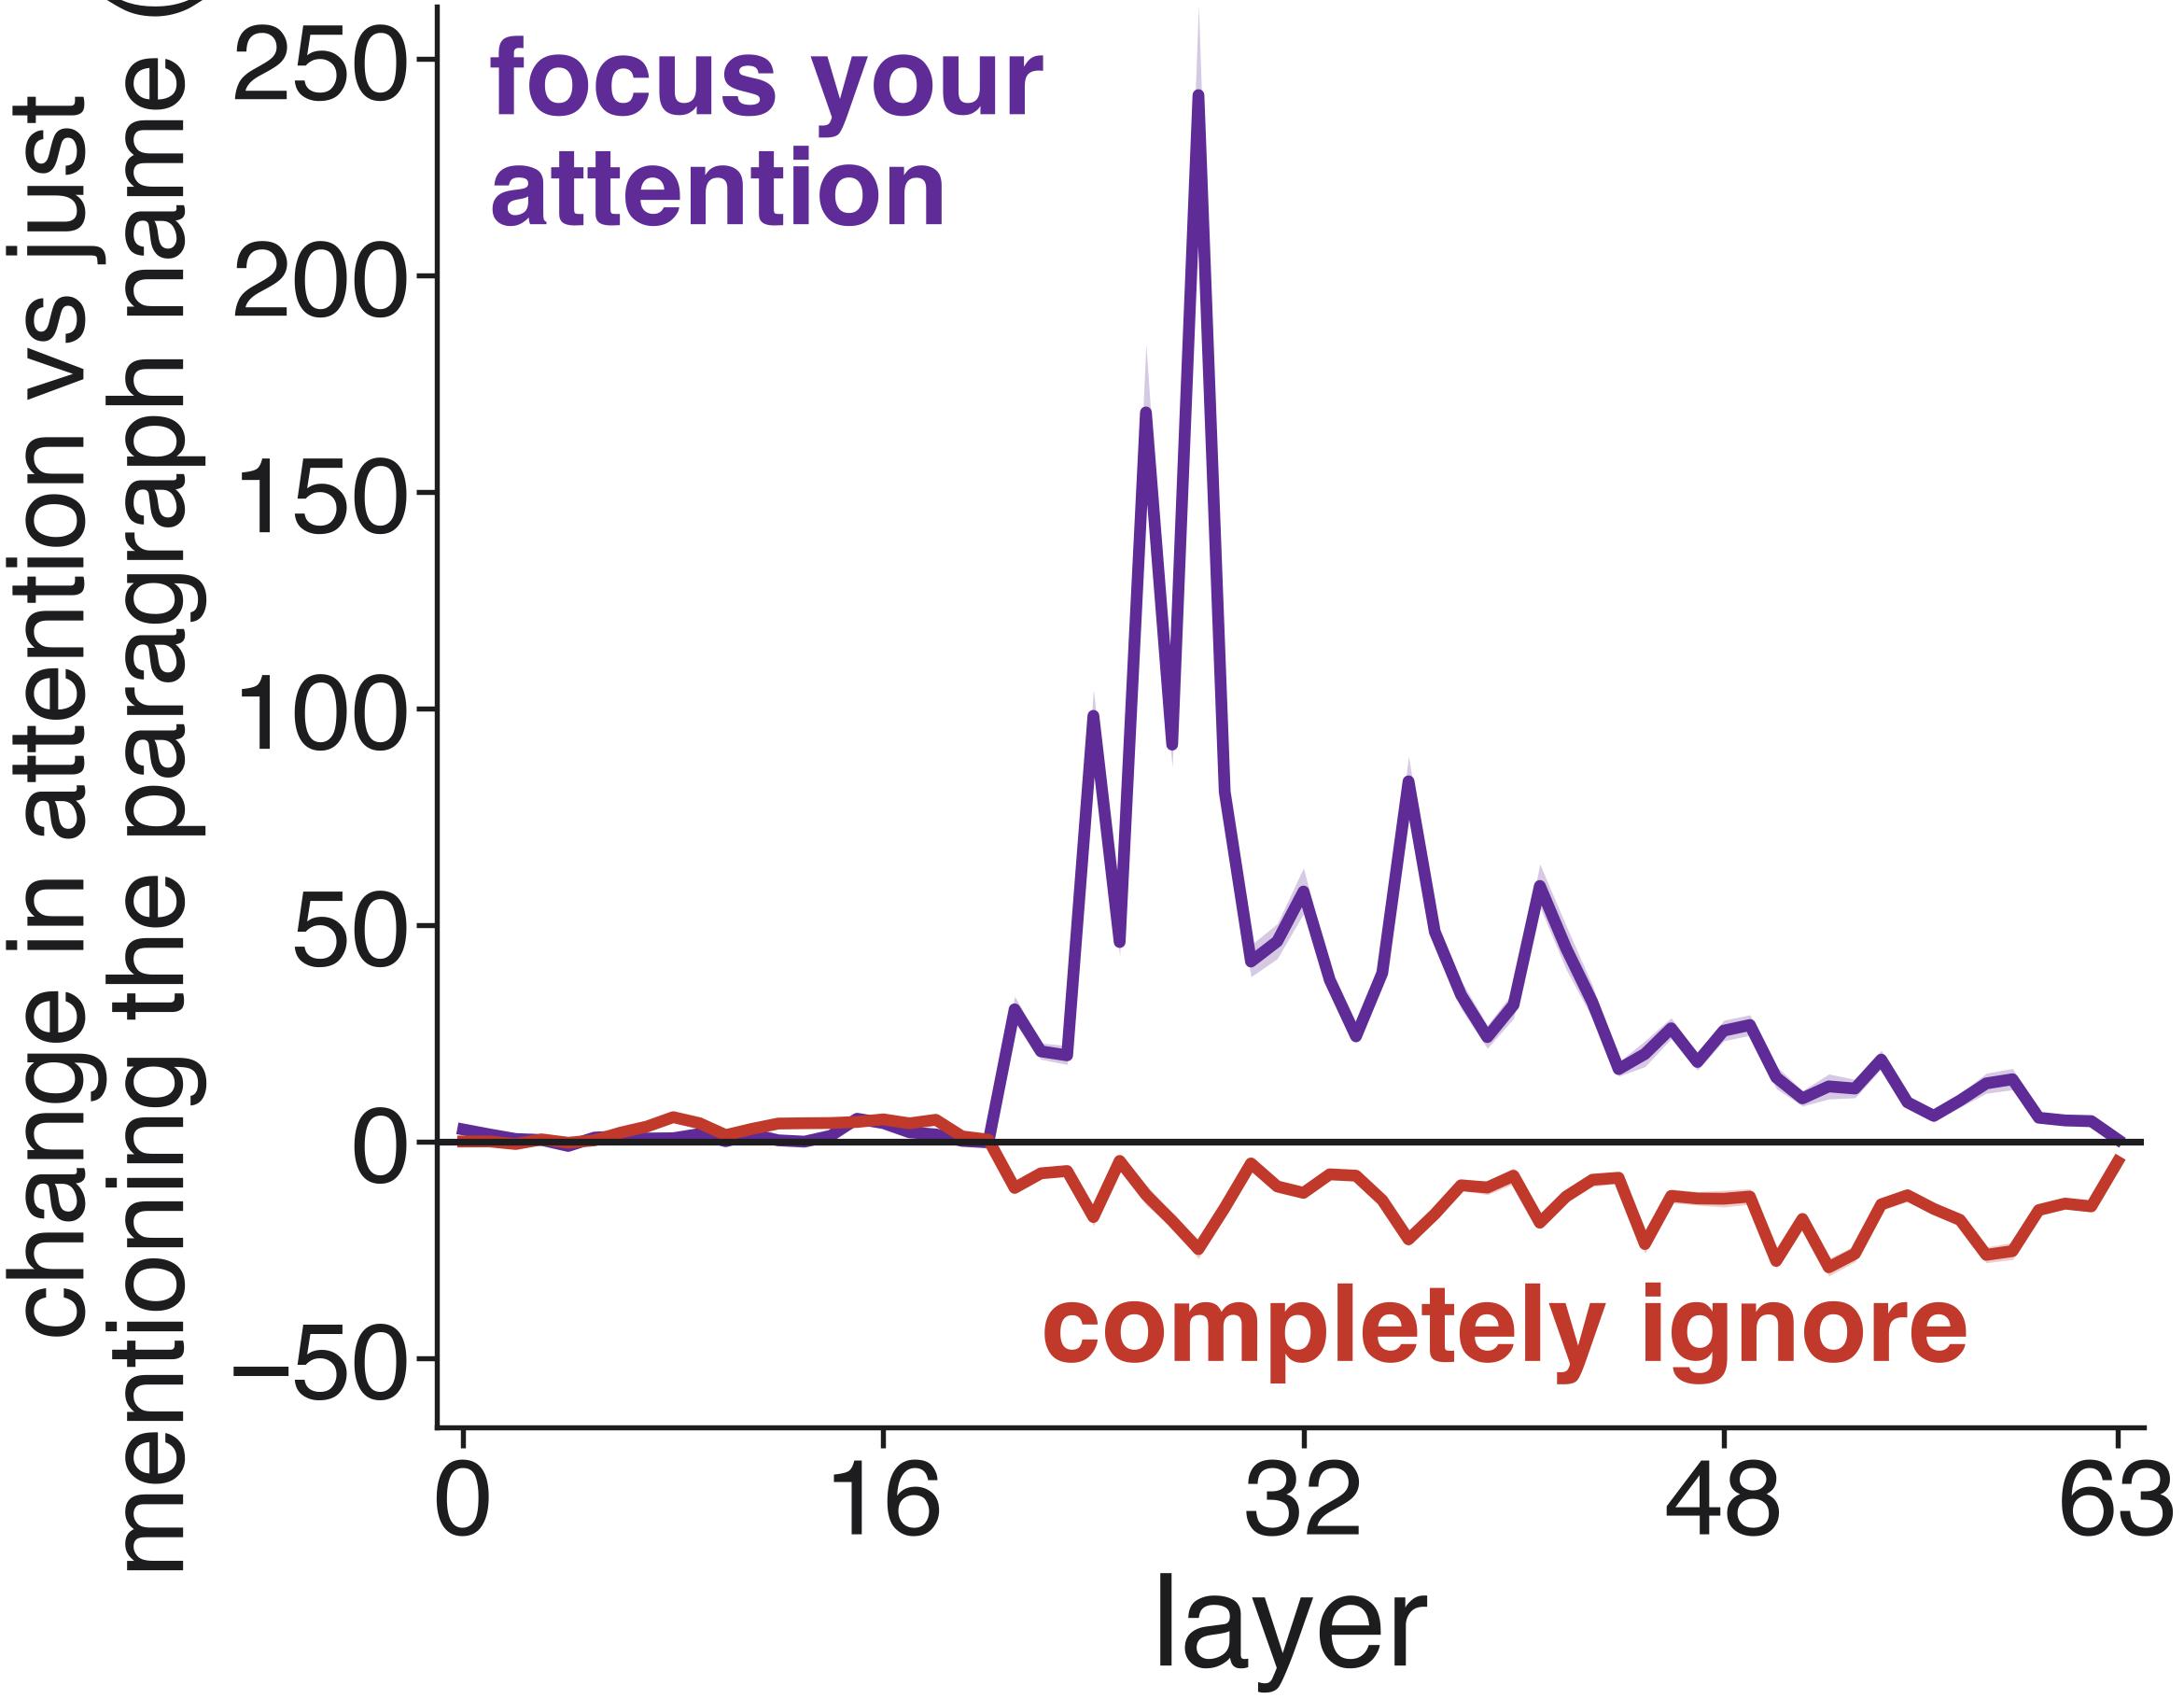 change in attention vs just
mentioning the paragraph name (
250
200
150
100
50
0
−50
focus your
attention
completely ignore
0
16
32
48
63
layer